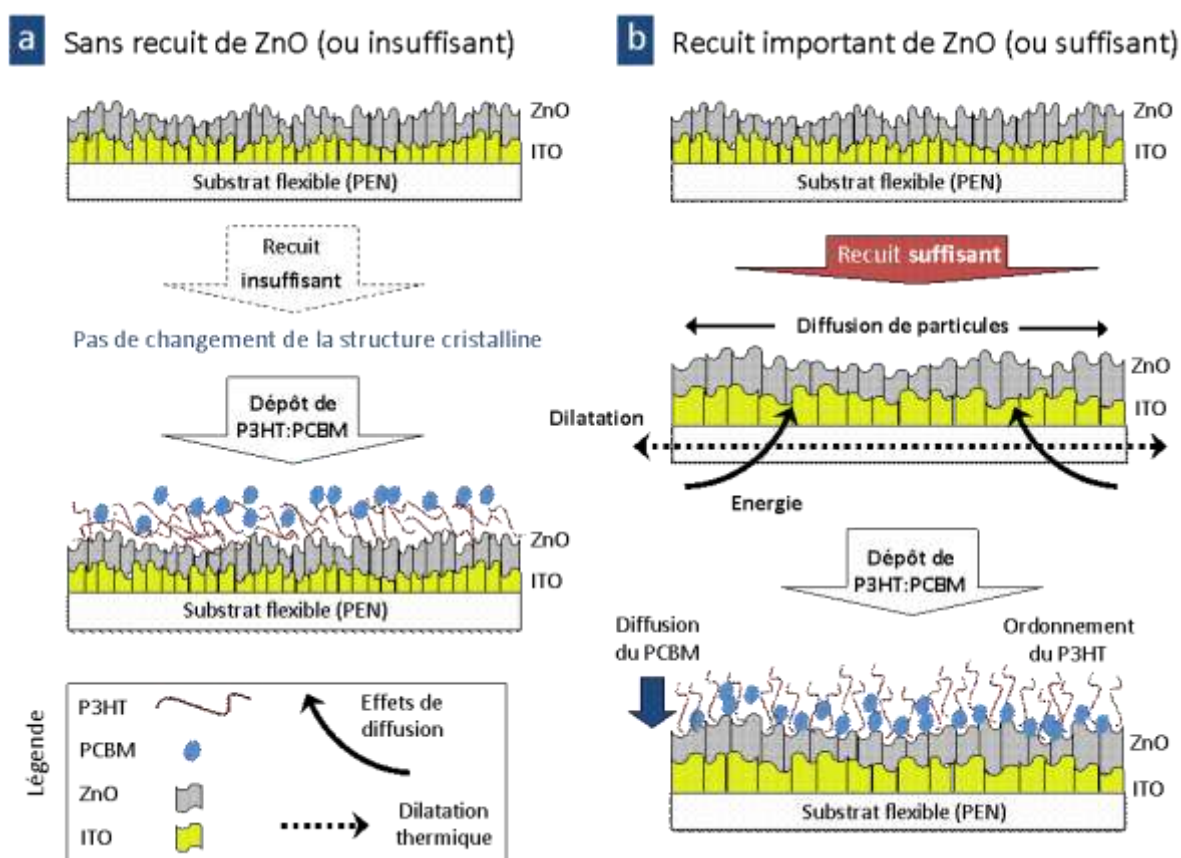 a Sans recuit de ZnO (ou insuffisant)
ZnO
ITO
Substrat flexible (PEN)
Recuit
insuffisant
Pas de changement de la structure cristalline
Dépôt de
P3HT:PCBM
ZnO
ITO
Substrat flexible (PEN)
Légende
P3HT
PCBM
ZnO
ITO
Effets de
diffusion
Dilatation
thermique
b Recuit important de ZnO (ou suffisant)
ZnO
ITO
Substrat flexible (PEN)
Recuit suffisant
Diffusion de particules
ZnO
ITO
Dilatation
Energie
Dépôt de
P3HT:PCBM
Diffusion
du PCBM
Ordonnement
du P3HT
ZnO
ITO
Substrat flexible (PEN)